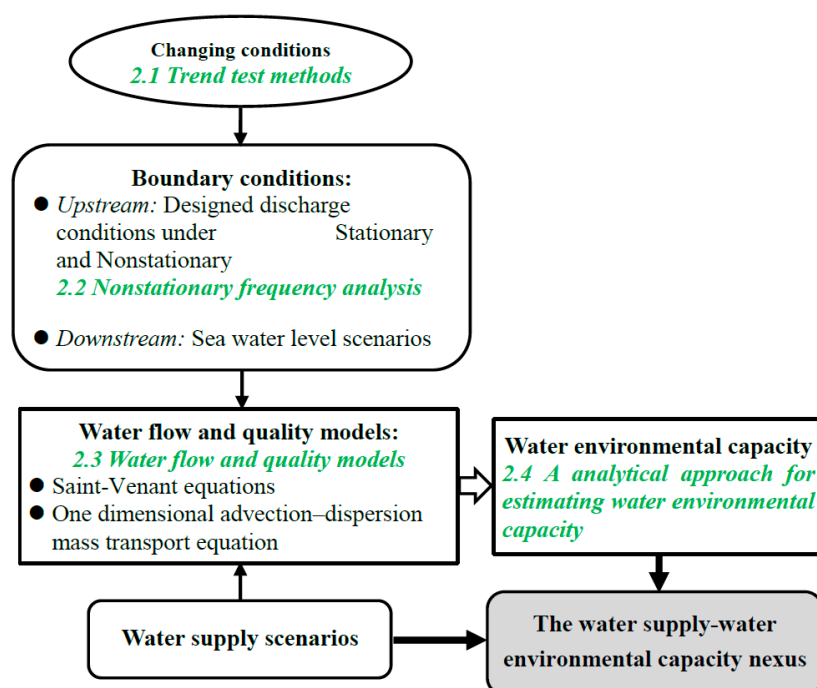 Changing conditions
2.1 Trend test methods
Boundary conditions:
● Upstream: Designed discharge
conditions under Stationary
and Nonstationary
2.2 Nonstationary frequency analysis
● Downstream: Sea water level scenarios
Water flow and quality models:
2.3 Water flow and quality models
● Saint-Venant equations
● One dimensional advection–dispersion
mass transport equation
Water environmental capacity
2.4 A analytical approach for
estimating water environmental
capacity
Water supply scenarios
The water supply-water
environmental capacity nexus